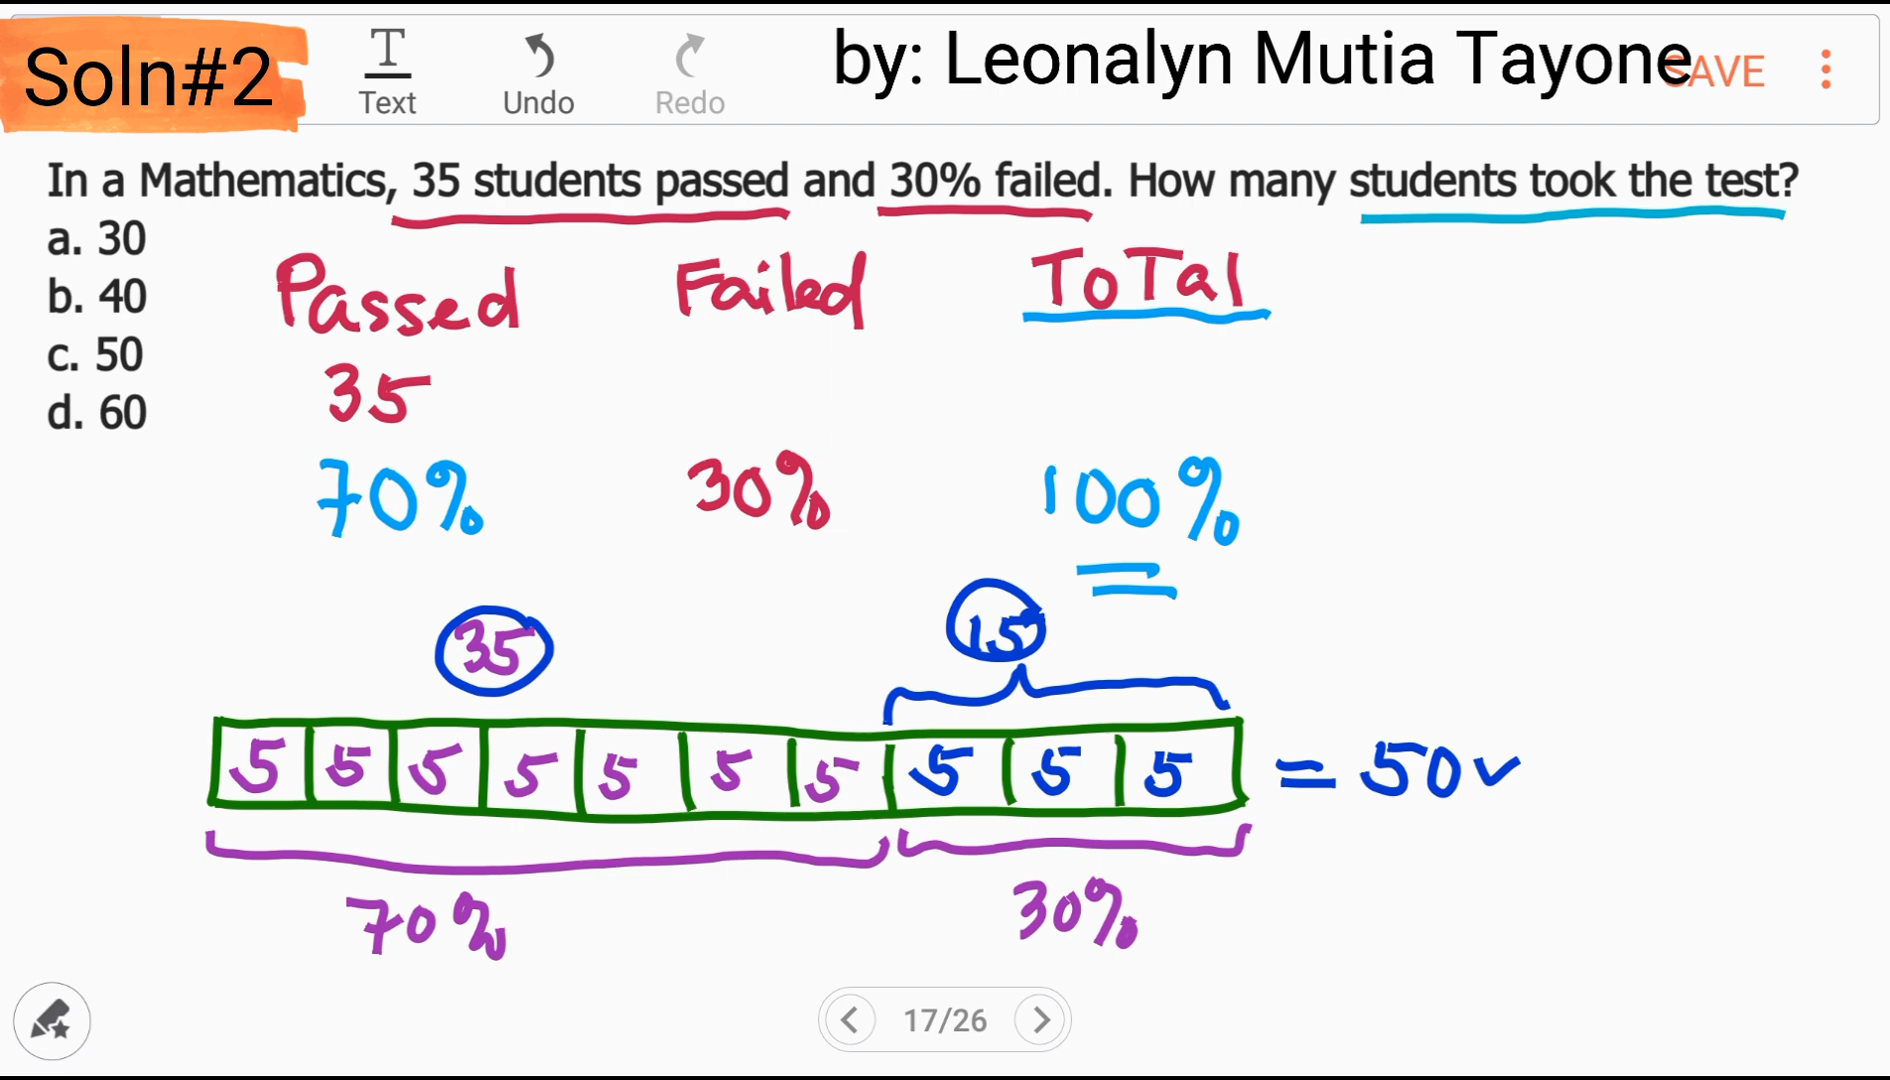 Soln#2
Text
Undo
Redo
by: Leonalyn Mutia Tayone
SAVE
In a Mathematics, 35 students passed and 30% failed. How many students took the test?
a. 30
b. 40
c. 50
d. 60
Passed Failed ToTal
35
70% 30% 100%
35 15
5 5 5 5 5 5 5 5 5 5 = 50 ✓
70% 30%
17/26